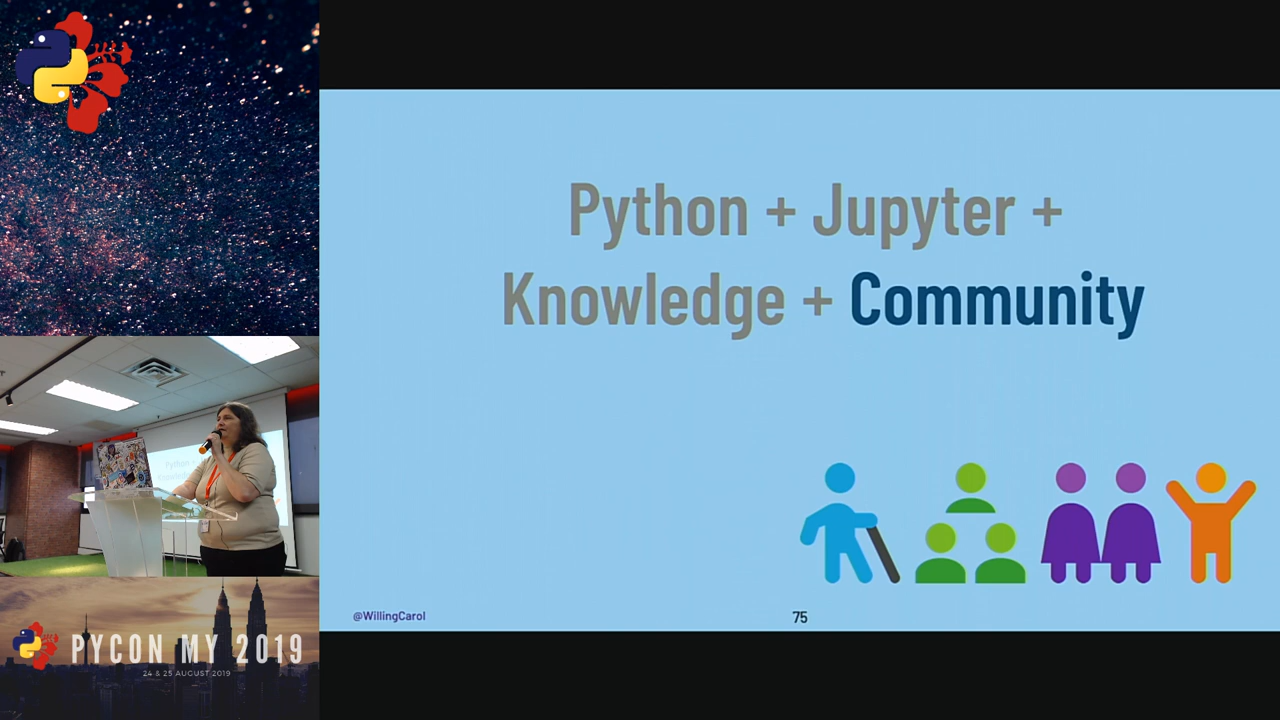 Python + Jupyter +
Knowledge + Community
@WillingCarol
75
PYCON MY 2019
24 & 25 AUGUST 2019